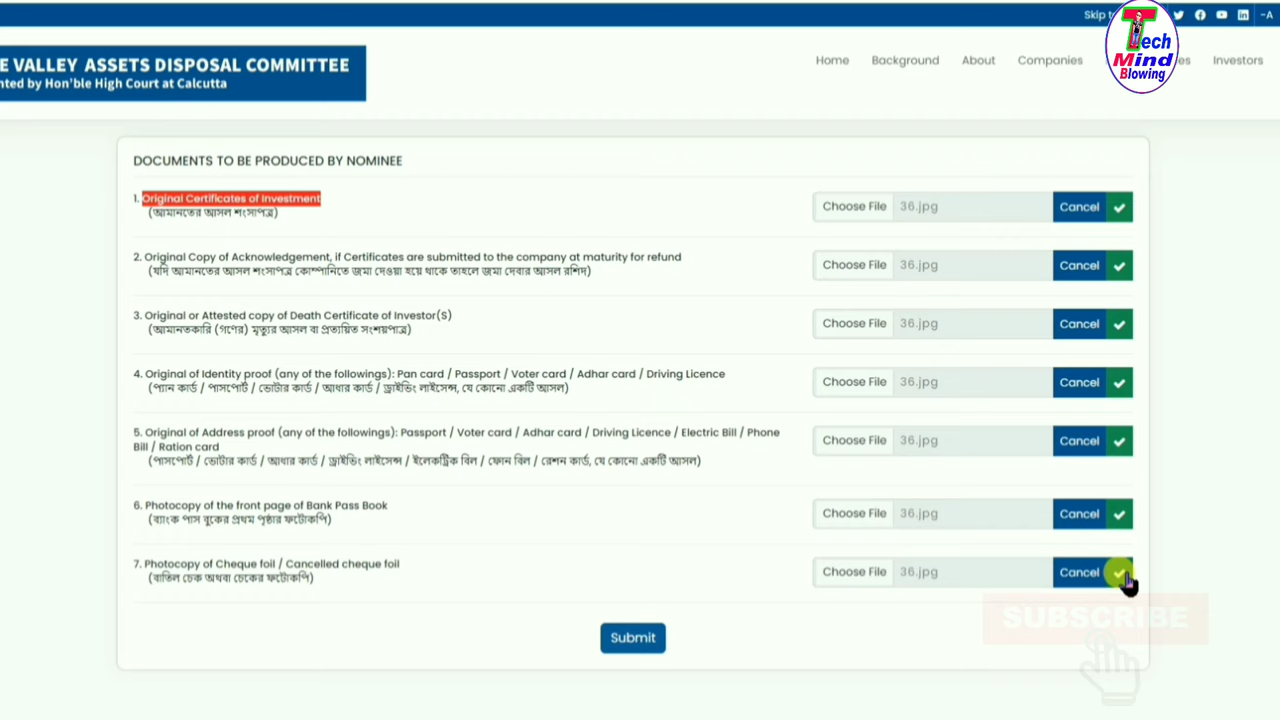 Skip t
-A
Tech
Mind
Blowing
E VALLEY ASSETS DISPOSAL COMMITTEE
nted by Hon'ble High Court at Calcutta
Home Background About Companies es Investors
DOCUMENTS TO BE PRODUCED BY NOMINEE
1. Original Certificates of Investment
(আমানতের আসল শংসাপত্র)
Choose File 36.jpg Cancel
2. Original Copy of Acknowledgement, if Certificates are submitted to the company at maturity for refund
(যদি আমানতের আসল শংসাপত্র কোম্পানিতে জমা দেওয়া হয়ে থাকে তাহলে জমা দেবার আসল রশিদ)
Choose File 36.jpg Cancel
3. Original or Attested copy of Death Certificate of Investor(S)
(আমানতকারি (গণের) মৃত্যুর আসল বা প্রত্যয়িত সংশয়পাত্র)
Choose File 36.jpg Cancel
4. Original of Identity proof (any of the followings): Pan card / Passport / Voter card / Adhar card / Driving Licence
(প্যান কার্ড / পাসপোর্ট / ভোটার কার্ড / আধার কার্ড / ড্রাইভিং লাইসেন্স, যে কোনো একটি আসল)
Choose File 36.jpg Cancel
5. Original of Address proof (any of the followings): Passport / Voter card / Adhar card / Driving Licence / Electric Bill / Phone
Bill / Ration card
(পাসপোর্ট / ভোটার কার্ড / আধার কার্ড / ড্রাইভিং লাইসেন্স / ইলেকট্রিক বিল / ফোন বিল / রেশন কার্ড, যে কোনো একটি আসল)
Choose File 36.jpg Cancel
6. Photocopy of the front page of Bank Pass Book
(ব্যাংক পাস বুকের প্রথম পৃষ্ঠার ফটোকপি)
Choose File 36.jpg Cancel
7. Photocopy of Cheque foil / Cancelled cheque foil
(বাতিল চেক অথবা চেকের ফটোকপি)
Choose File 36.jpg Cancel
SUBSCRIBE
Submit